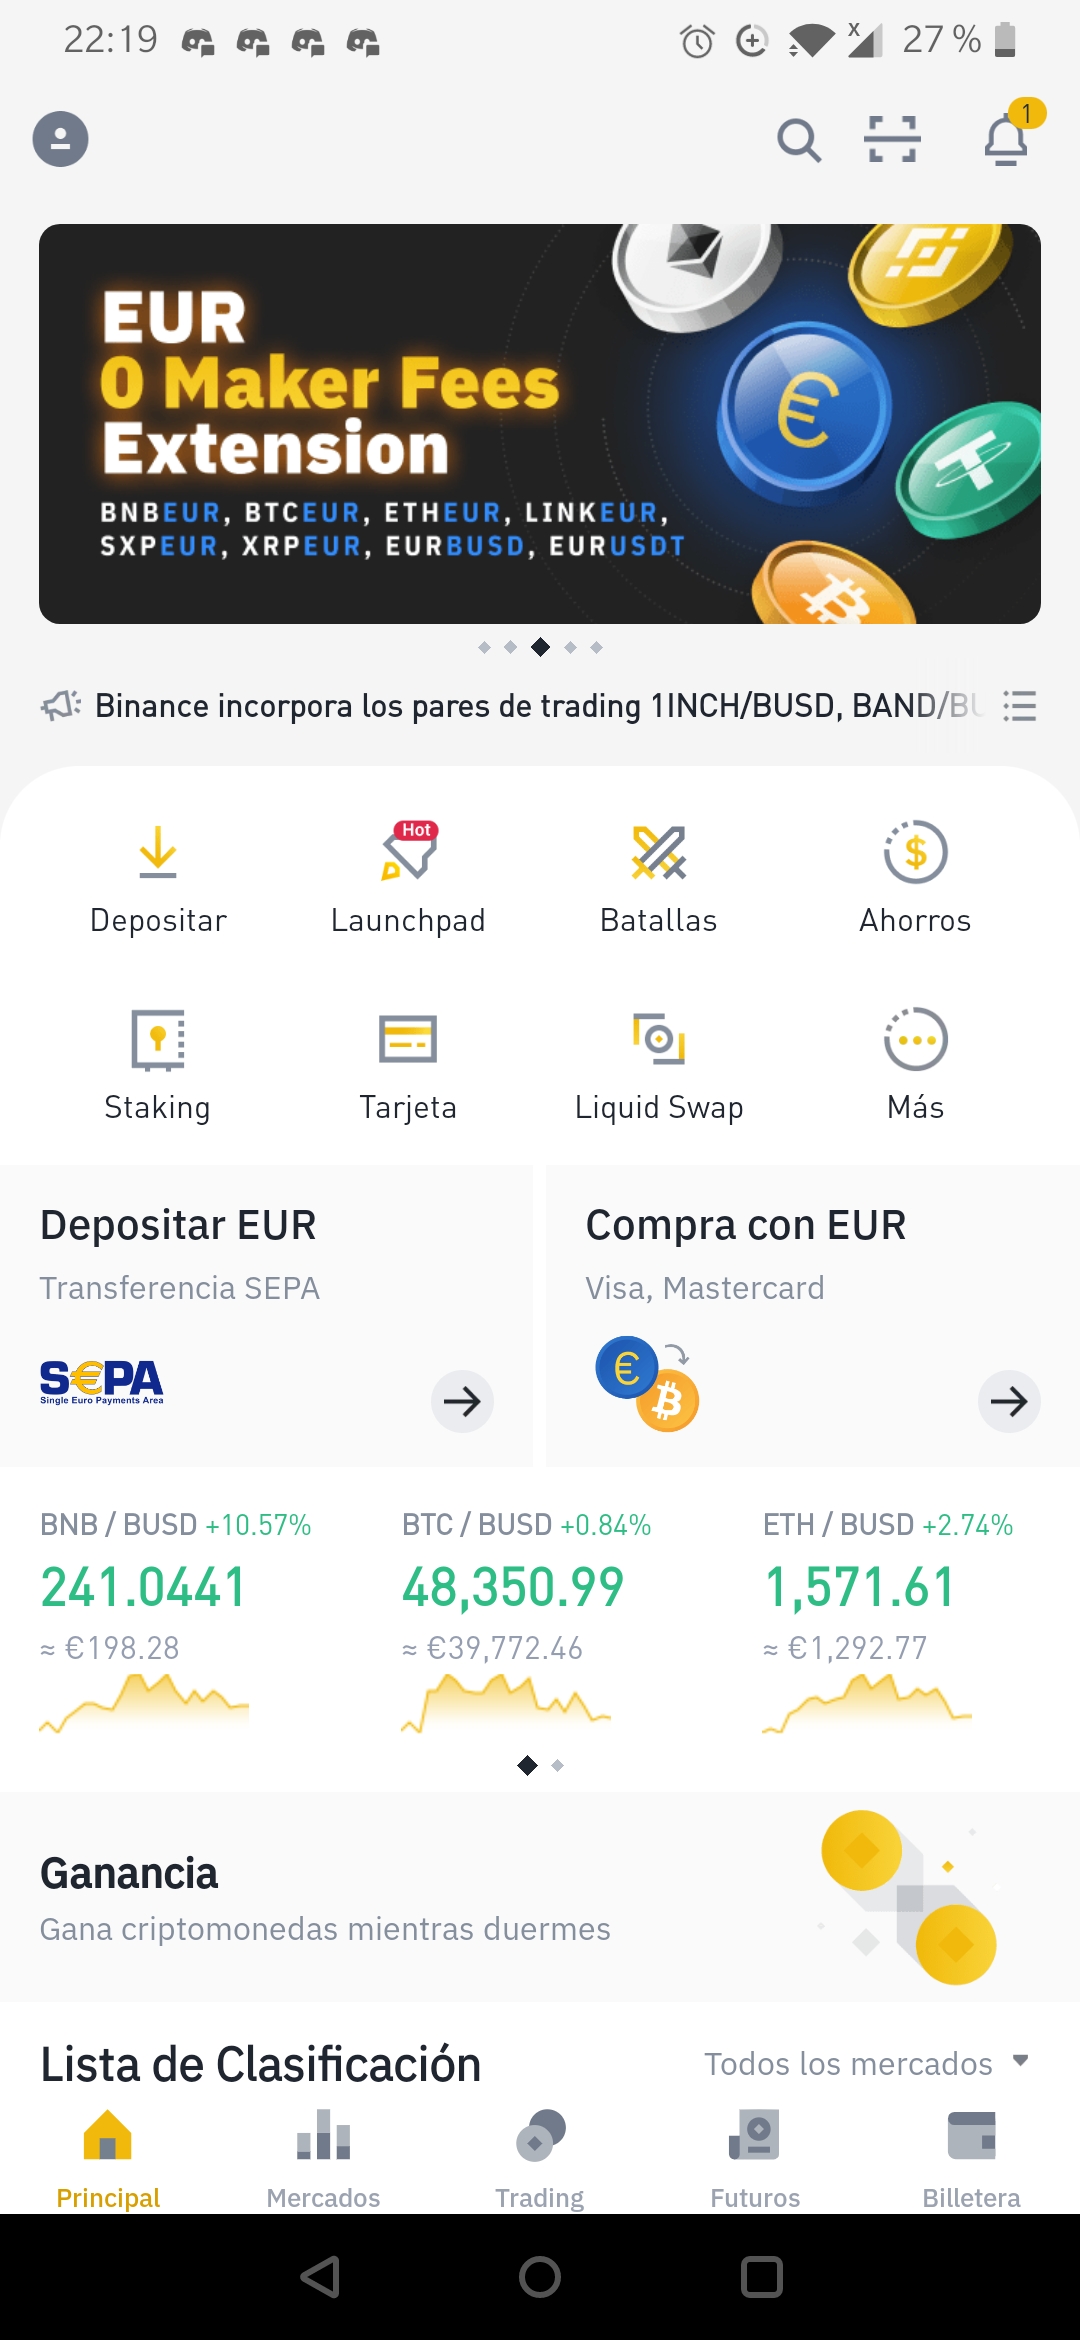 22:19
27 %
1
EUR
0 Maker Fees
Extension
BNBEUR, BTCEUR, ETHEUR, LINKEUR,
SXPEUR, XRPEUR, EURBUSD, EURUSDT
Binance incorpora los pares de trading 1INCH/BUSD, BAND/BU
Hot
Depositar Launchpad Batallas Ahorros
Staking Tarjeta Liquid Swap Más
Depositar EUR
Transferencia SEPA
S€PA
Single Euro Payments Area
Compra con EUR
Visa, Mastercard
BNB / BUSD +10.57%
241.0441
≈ €198.28
BTC / BUSD +0.84%
48,350.99
≈ €39,772.46
ETH / BUSD +2.74%
1,571.61
≈ €1,292.77
Ganancia
Gana criptomonedas mientras duermes
Lista de Clasificación
Todos los mercados
Principal Mercados Trading Futuros Billetera